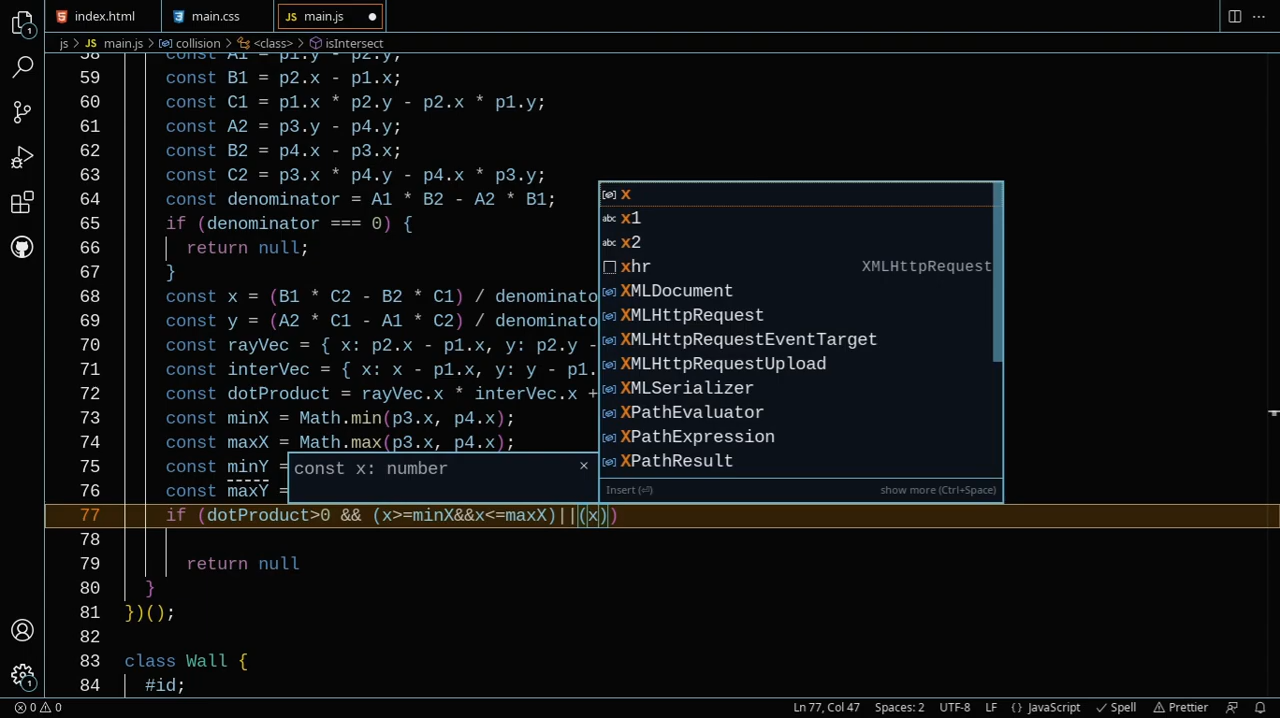 index.html
main.css
JS main.js
js > main.js > collision > <class> > isIntersect
58 const A1 = p1.y - p2.y;
59 const B1 = p2.x - p1.x;
60 const C1 = p1.x * p2.y - p2.x * p1.y;
61 const A2 = p3.y - p4.y;
62 const B2 = p4.x - p3.x;
63 const C2 = p3.x * p4.y - p4.x * p3.y;
64 const denominator = A1 * B2 - A2 * B1;
65 if (denominator === 0) {
66 return null;
67 }
68 const x = (B1 * C2 - B2 * C1) / denominato
69 const y = (A2 * C1 - A1 * C2) / denominato
70 const rayVec = { x: p2.x - p1.x, y: p2.y -
71 const interVec = { x: x - p1.x, y: y - p1.
72 const dotProduct = rayVec.x * interVec.x +
73 const minX = Math.min(p3.x, p4.x);
74 const maxX = Math.max(p3.x, p4.x);
75 const minY =
76 const maxY =
77 if (dotProduct>0 && (x>=minX&&x<=maxX)||(x))
78
79 return null
80 }
81 })();
82
83 class Wall {
84 #id;
const x: number
×
x
abc x1
abc x2
xhr XMLHttpRequest
XMLDocument
XMLHttpRequest
XMLHttpRequestEventTarget
XMLHttpRequestUpload
XMLSerializer
XPathEvaluator
XPathExpression
XPathResult
Insert (⏎) show more (Ctrl+Space)
1
1
0 0 Ln 77, Col 47 Spaces: 2 UTF-8 LF {} JavaScript Spell Prettier